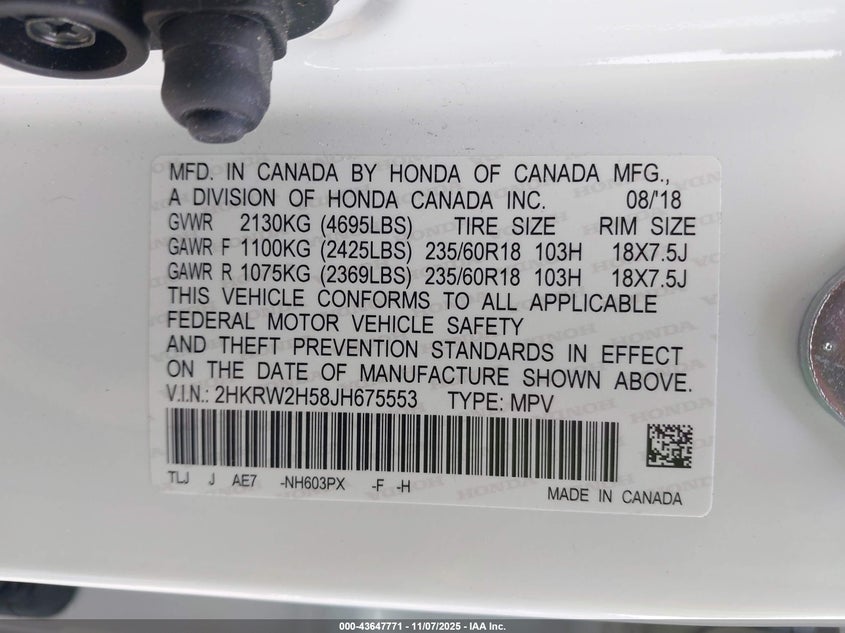 MFD. IN CANADA BY HONDA OF CANADA MFG.,
A DIVISION OF HONDA CANADA INC. 08/'18
GVWR 2130KG (4695LBS) TIRE SIZE RIM SIZE
GAWR F 1100KG (2425LBS) 235/60R18 103H 18X7.5J
GAWR R 1075KG (2369LBS) 235/60R18 103H 18X7.5J
THIS VEHICLE CONFORMS TO ALL APPLICABLE
FEDERAL MOTOR VEHICLE SAFETY
AND THEFT PREVENTION STANDARDS IN EFFECT
ON THE DATE OF MANUFACTURE SHOWN ABOVE.
V.I.N.: 2HKRW2H58JH675553 TYPE: MPV
TLJ J AE7 -NH603PX -F -H
MADE IN CANADA
000-43647771 - 11/07/2025 - IAA Inc.